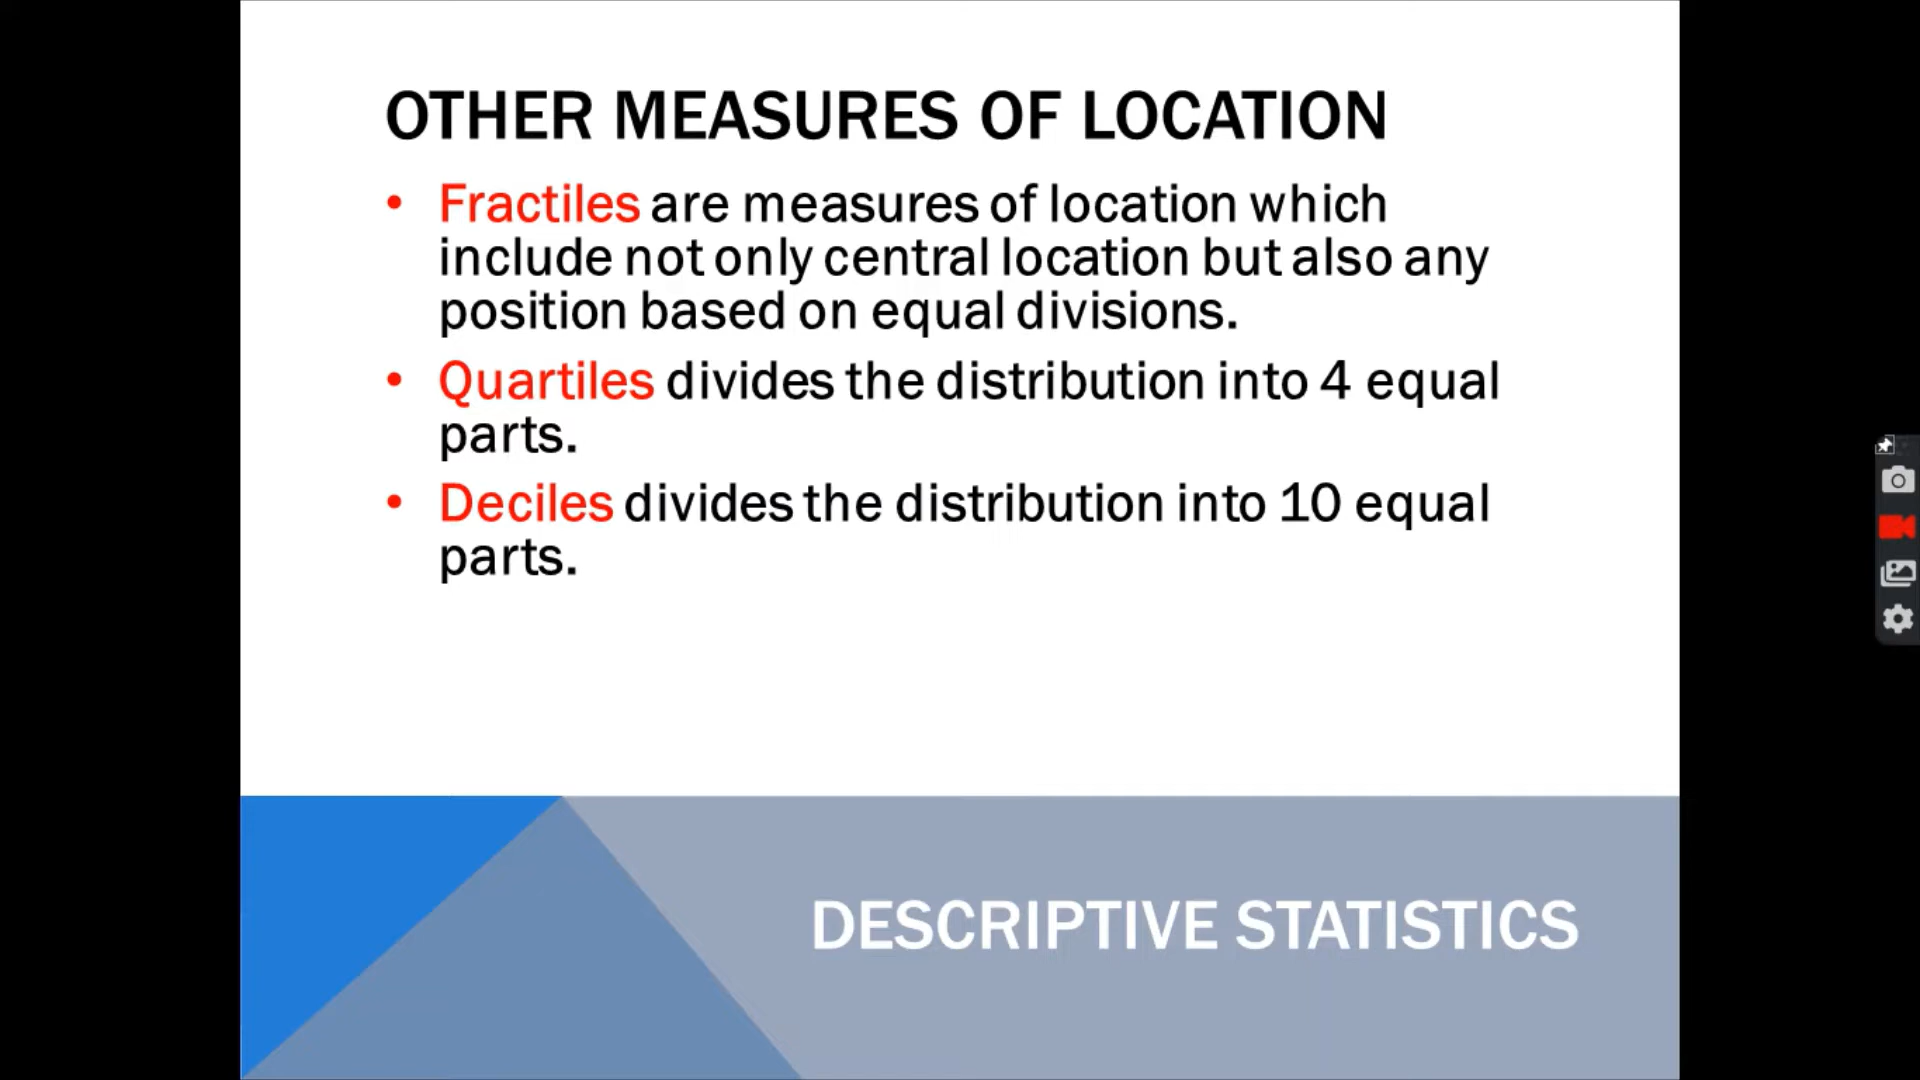 OTHER MEASURES OF LOCATION
• Fractiles are measures of location which
include not only central location but also any
position based on equal divisions.
• Quartiles divides the distribution into 4 equal
parts.
• Deciles divides the distribution into 10 equal
parts.
DESCRIPTIVE STATISTICS